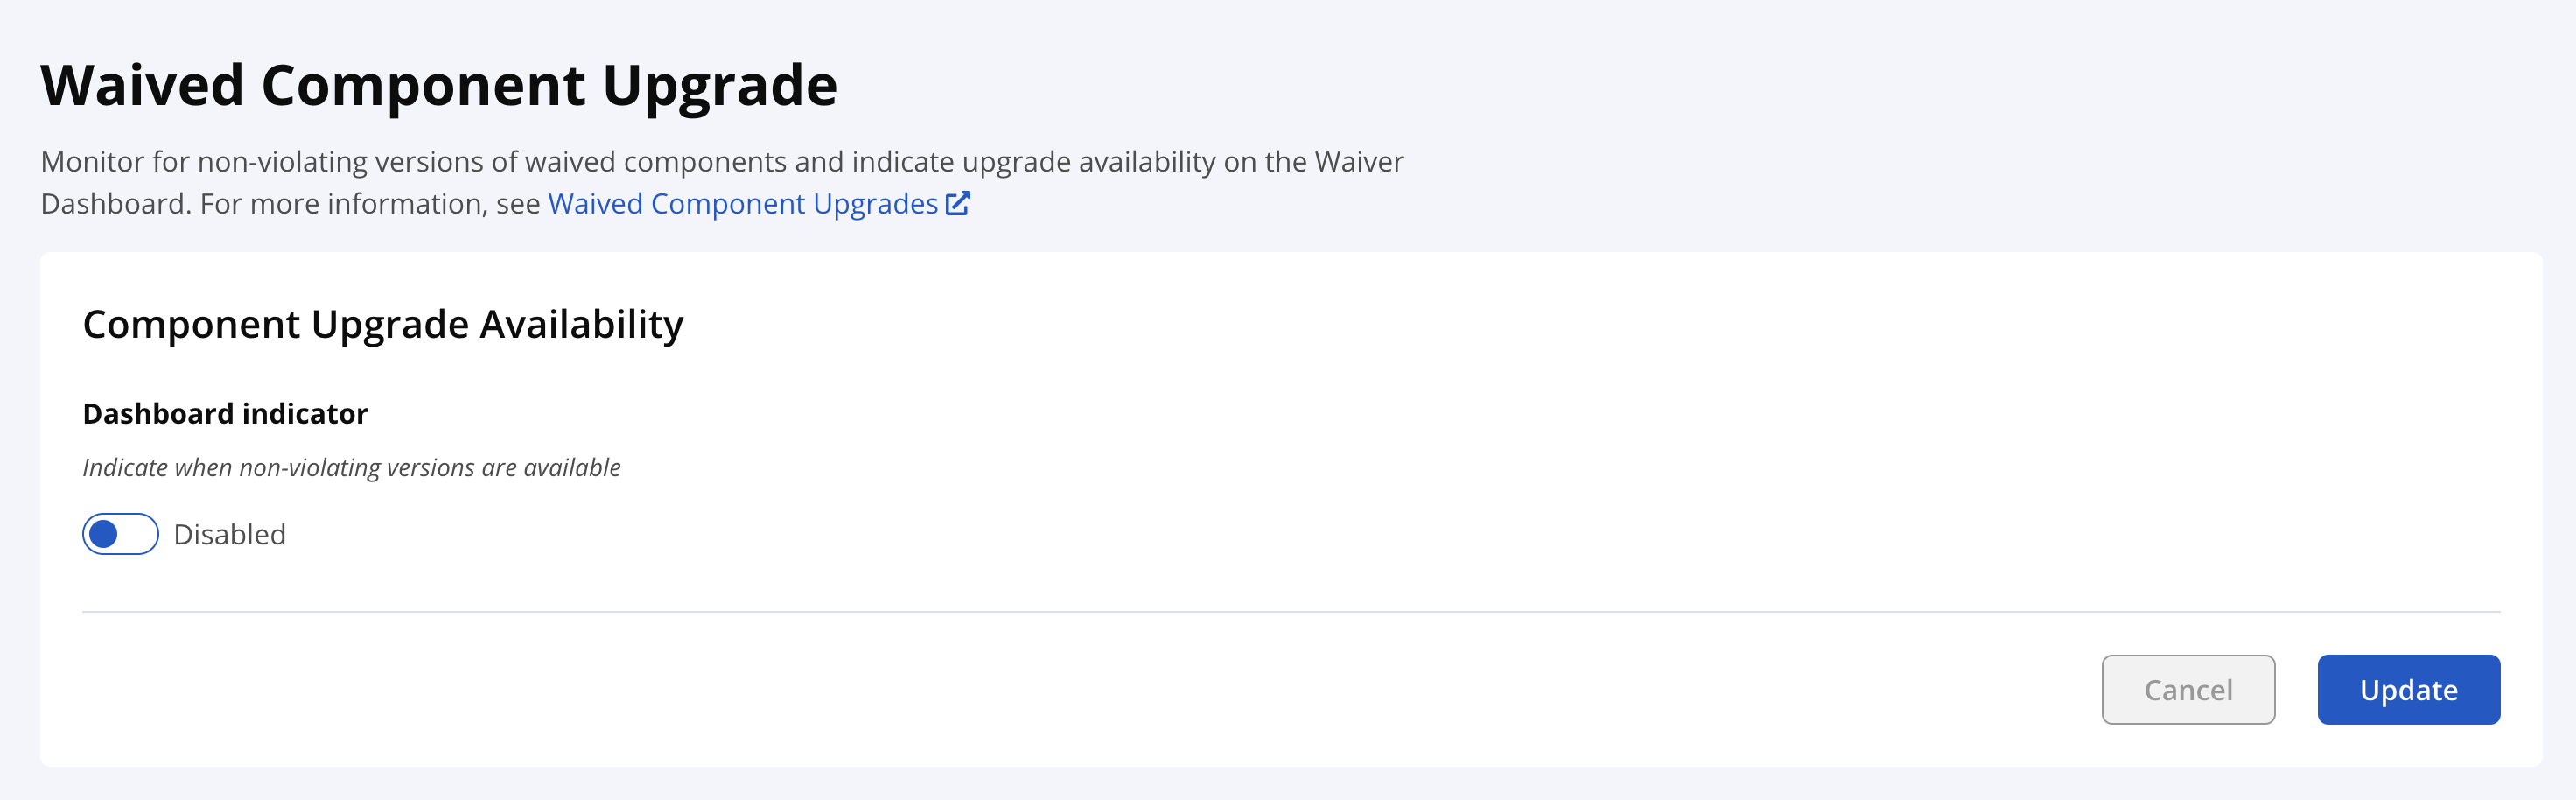 Waived Component Upgrade
Monitor for non-violating versions of waived components and indicate upgrade availability on the Waiver
Dashboard. For more information, see Waived Component Upgrades
Component Upgrade Availability
Dashboard indicator
Indicate when non-violating versions are available
Disabled
Cancel
Update